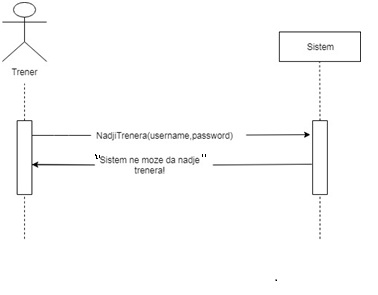 Sistem
Trener
NadjiTrenera(username,password)
"Sistem ne moze da nadje "
trenera!